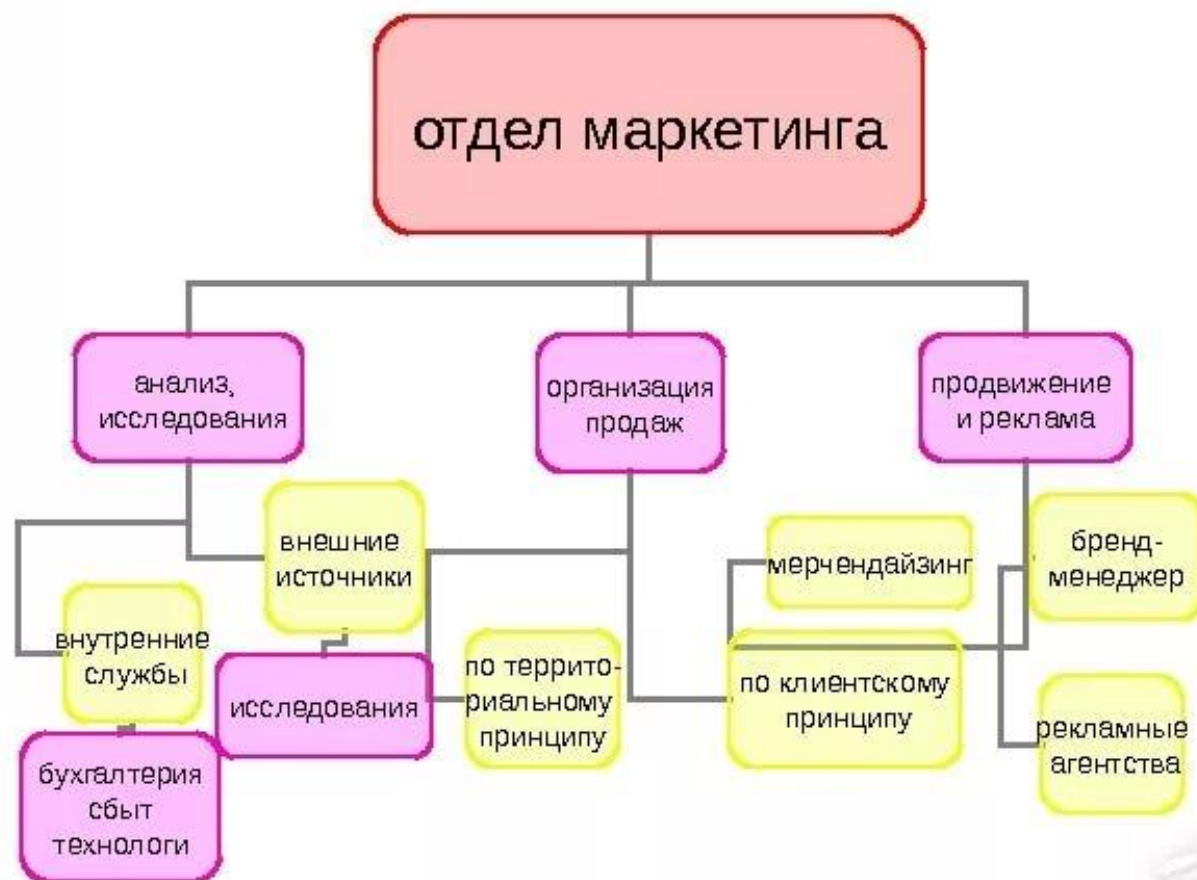 отдел маркетинга
анализ,
исследования
организация
продаж
продвижение
и реклама
внешние
источники
мерчендайзинг
бренд-
менеджер
внутренние
службы
исследования
по террито-
риальному
принципу
по клиентскому
принципу
рекламные
агентства
бухгалтерия
сбыт
технологи